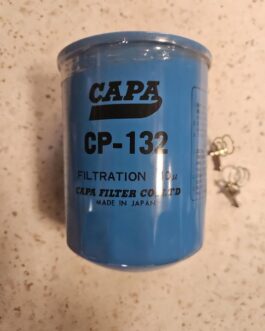 CAPA
CP-132
FILTRATION 10μ
CAPA FILTER CO.LTD
MADE IN JAPAN